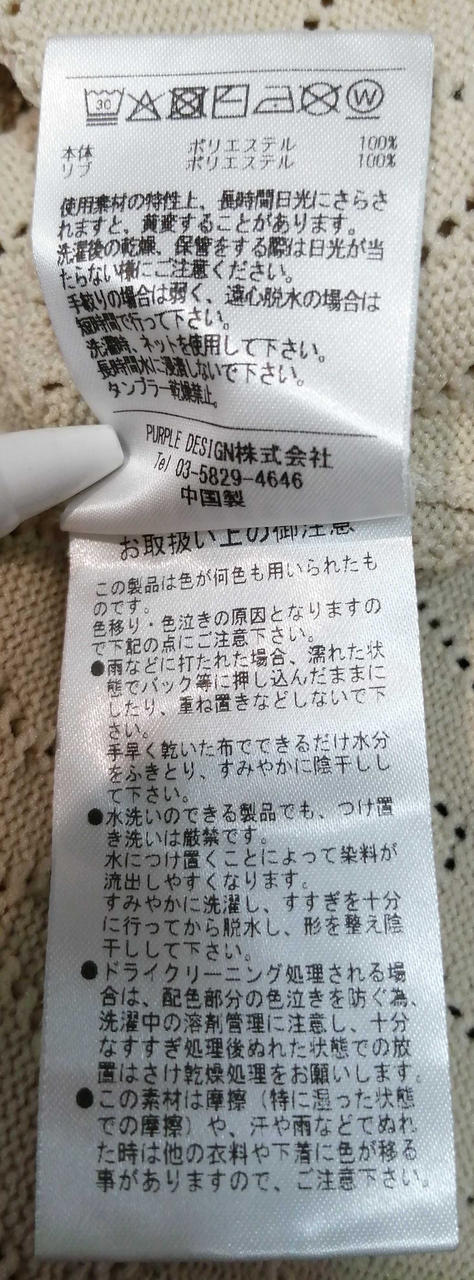 30
W
本体 ポリエステル 100%
リブ ポリエステル 100%
使用素材の特性上、長時間日光にさらさ
れますと、黄変することがあります。
洗濯後の乾燥、保管をする際は日光が当
たらない様にご注意ください。
手絞りの場合は弱く、遠心脱水の場合は
短時間で行って下さい。
洗濯時、ネットを使用して下さい。
長時間水に浸漬しないで下さい。
タンブラー乾燥禁止。
PURPLE DESIGN株式会社
Tel 03-5829-4646
中国製
お取扱い上の御注意
この製品は色が何色も用いられたも
のです。
色移り・色泣きの原因となりますの
で下記の点にご注意下さい。
●雨などに打たれた場合、濡れた状
態でバック等に押し込んだままに
したり、重ね置きなどしないで下
さい。
手早く乾いた布でできるだけ水分
をふきとり、すみやかに陰干しし
て下さい。
●水洗いのできる製品でも、つけ置
き洗いは厳禁です。
水につけ置くことによって染料が
流出しやすくなります。
すみやかに洗濯し、すすぎを十分
に行ってから脱水し、形を整え陰
干しして下さい。
●ドライクリーニング処理される場
合は、配色部分の色泣きを防ぐ為、
洗濯中の溶剤管理に注意し、十分
なすすぎ処理後ぬれた状態での放
置はさけ乾燥処理をお願いします。
●この素材は摩擦（特に湿った状態
での摩擦）や、汗や雨などでぬれ
た時は他の衣料や下着に色が移る
事がありますので、ご注意下さい。